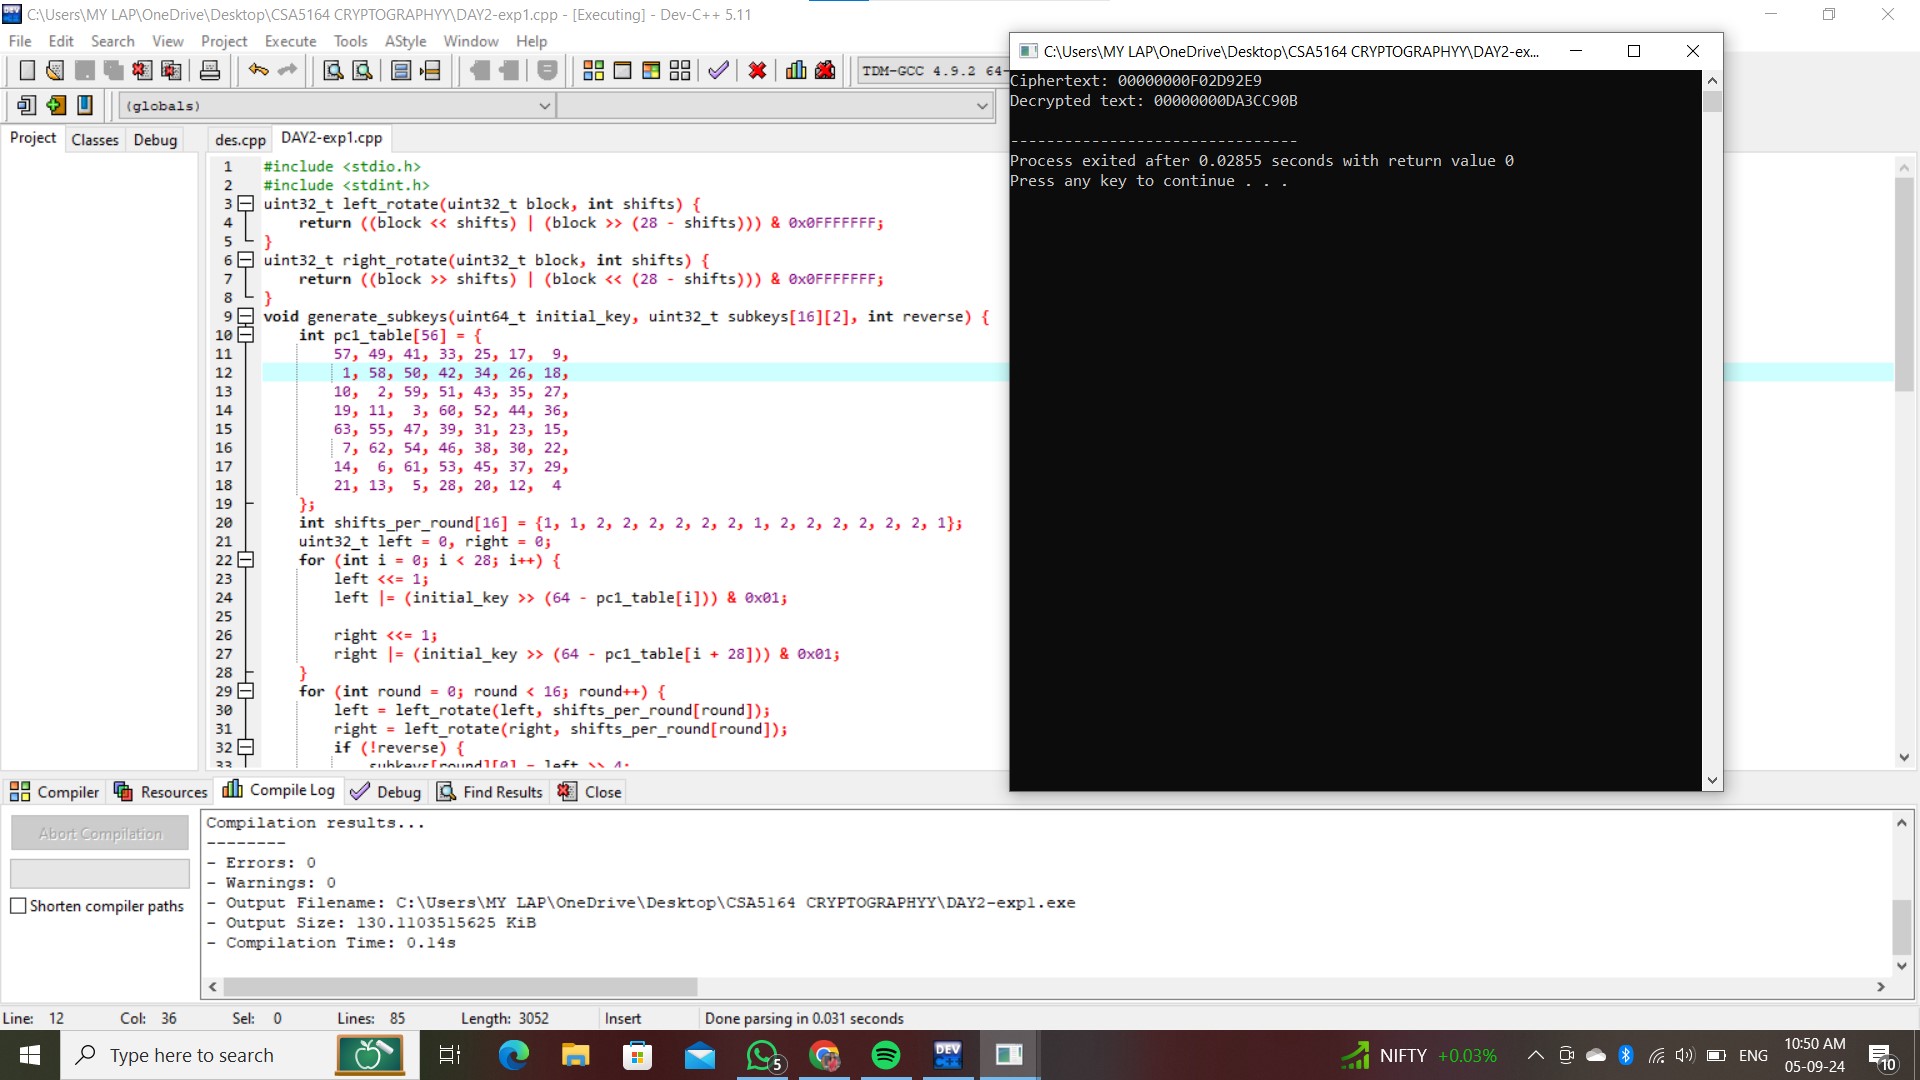 C:\Users\MY LAP\OneDrive\Desktop\CSA5164 CRYPTOGRAPHYY\DAY2-exp1.cpp - [Executing] - Dev-C++ 5.11
File Edit Search View Project Execute Tools AStyle Window Help
TDM-GCC 4.9.2 64-
(globals)
Project Classes Debug
des.cpp DAY2-exp1.cpp
1 #include <stdio.h>
2 #include <stdint.h>
3 uint32_t left_rotate(uint32_t block, int shifts) {
4 return ((block << shifts) | (block >> (28 - shifts))) & 0x0FFFFFFF;
5 }
6 uint32_t right_rotate(uint32_t block, int shifts) {
7 return ((block >> shifts) | (block << (28 - shifts))) & 0x0FFFFFFF;
8 }
9 void generate_subkeys(uint64_t initial_key, uint32_t subkeys[16][2], int reverse) {
10 int pc1_table[56] = {
11 57, 49, 41, 33, 25, 17, 9,
12 1, 58, 50, 42, 34, 26, 18,
13 10, 2, 59, 51, 43, 35, 27,
14 19, 11, 3, 60, 52, 44, 36,
15 63, 55, 47, 39, 31, 23, 15,
16 7, 62, 54, 46, 38, 30, 22,
17 14, 6, 61, 53, 45, 37, 29,
18 21, 13, 5, 28, 20, 12, 4
19 };
20 int shifts_per_round[16] = {1, 1, 2, 2, 2, 2, 2, 2, 1, 2, 2, 2, 2, 2, 2, 1};
21 uint32_t left = 0, right = 0;
22 for (int i = 0; i < 28; i++) {
23 left <<= 1;
24 left |= (initial_key >> (64 - pc1_table[i])) & 0x01;
25
26 right <<= 1;
27 right |= (initial_key >> (64 - pc1_table[i + 28])) & 0x01;
28 }
29 for (int round = 0; round < 16; round++) {
30 left = left_rotate(left, shifts_per_round[round]);
31 right = left_rotate(right, shifts_per_round[round]);
32 if (!reverse) {
33 subkeys[round][0] = left >> 4;
C:\Users\MY LAP\OneDrive\Desktop\CSA5164 CRYPTOGRAPHYY\DAY2-ex...
Ciphertext: 00000000F02D92E9
Decrypted text: 00000000DA3CC90B
--------------------------------
Process exited after 0.02855 seconds with return value 0
Press any key to continue . . .
Compiler Resources Compile Log Debug Find Results Close
Abort Compilation
Shorten compiler paths
Compilation results...
--------
- Errors: 0
- Warnings: 0
- Output Filename: C:\Users\MY LAP\OneDrive\Desktop\CSA5164 CRYPTOGRAPHYY\DAY2-exp1.exe
- Output Size: 130.1103515625 KiB
- Compilation Time: 0.14s
Line: 12 Col: 36 Sel: 0 Lines: 85 Length: 3052 Insert Done parsing in 0.031 seconds
Type here to search
5
DEV C++
NIFTY +0.03%
ENG
10:50 AM
05-09-24
10